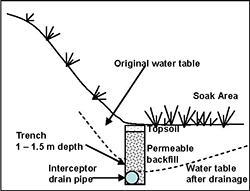 Original water table
Soak Area
Topsoil
Trench
1 – 1.5 m depth
Permeable
backfill
Interceptor
drain pipe
Water table
after drainage